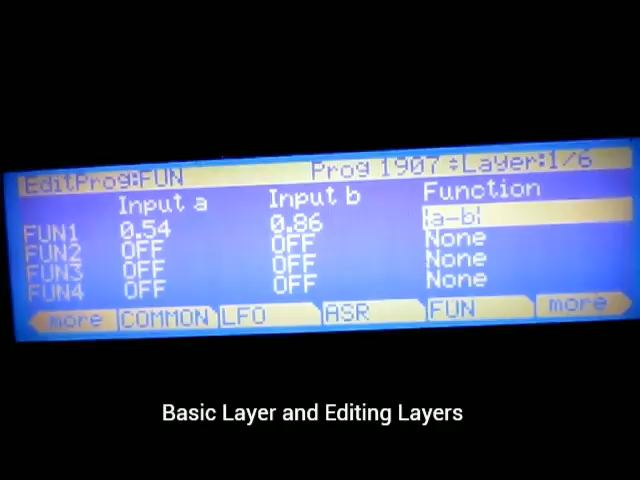 EditProg:FUN Prog 1907 Layer:1/6
Input a Input b Function
FUN1 0.54 0.86 |a-b|
FUN2 OFF OFF None
FUN3 OFF OFF None
FUN4 OFF OFF None
more COMMON LFO ASR FUN more
Basic Layer and Editing Layers